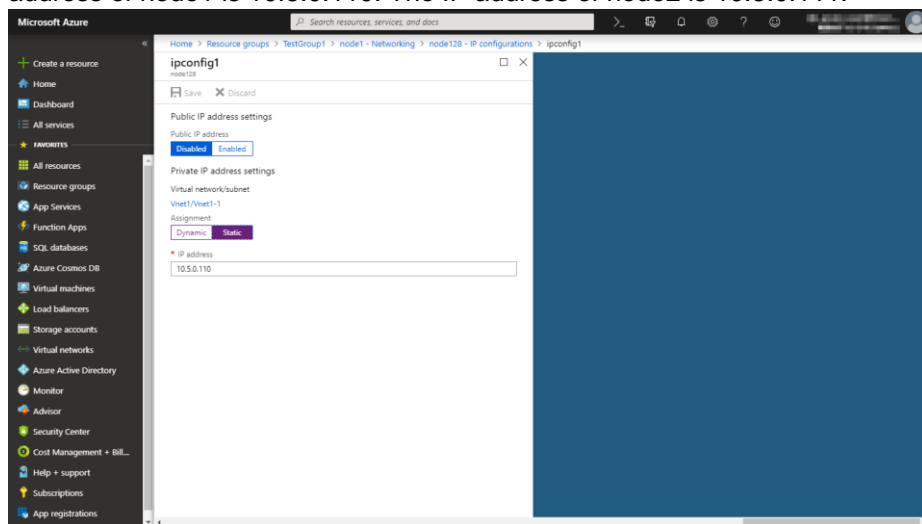 address of node1 is 10.5.0.110. The IP address of node2 is 10.5.0.111.
Microsoft Azure
Search resources, services, and docs
Home > Resource groups > TestGroup1 > node1 - Networking > node128 - IP configurations > ipconfig1
Create a resource
Home
Dashboard
All services
FAVORITES
All resources
Resource groups
App Services
Function Apps
SQL databases
Azure Cosmos DB
Virtual machines
Load balancers
Storage accounts
Virtual networks
Azure Active Directory
Monitor
Advisor
Security Center
Cost Management + Bill...
Help + support
Subscriptions
App registrations
ipconfig1
node128
Save Discard
Public IP address settings
Public IP address
Disabled Enabled
Private IP address settings
Virtual network/subnet
Vnet1/Vnet1-1
Assignment
Dynamic Static
* IP address
10.5.0.110